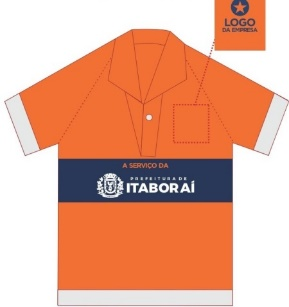 LOGO
DA EMPRESA
A SERVIÇO DA
PREFEITURA DE
ITABORAÍ